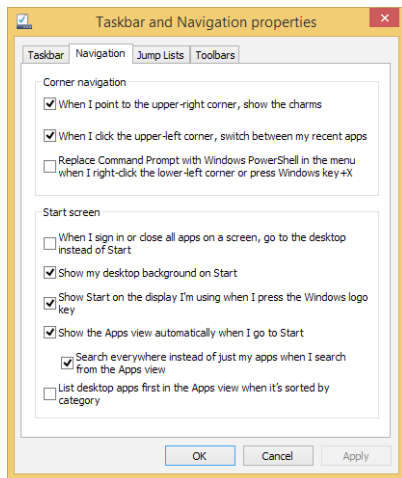 Taskbar and Navigation properties
Taskbar Navigation Jump Lists Toolbars
Corner navigation
When I point to the upper-right corner, show the charms
When I click the upper-left corner, switch between my recent apps
Replace Command Prompt with Windows PowerShell in the menu
when I right-click the lower-left corner or press Windows key+X
Start screen
When I sign in or close all apps on a screen, go to the desktop
instead of Start
Show my desktop background on Start
Show Start on the display I'm using when I press the Windows logo
key
Show the Apps view automatically when I go to Start
Search everywhere instead of just my apps when I search
from the Apps view
List desktop apps first in the Apps view when it's sorted by
category
OK Cancel Apply